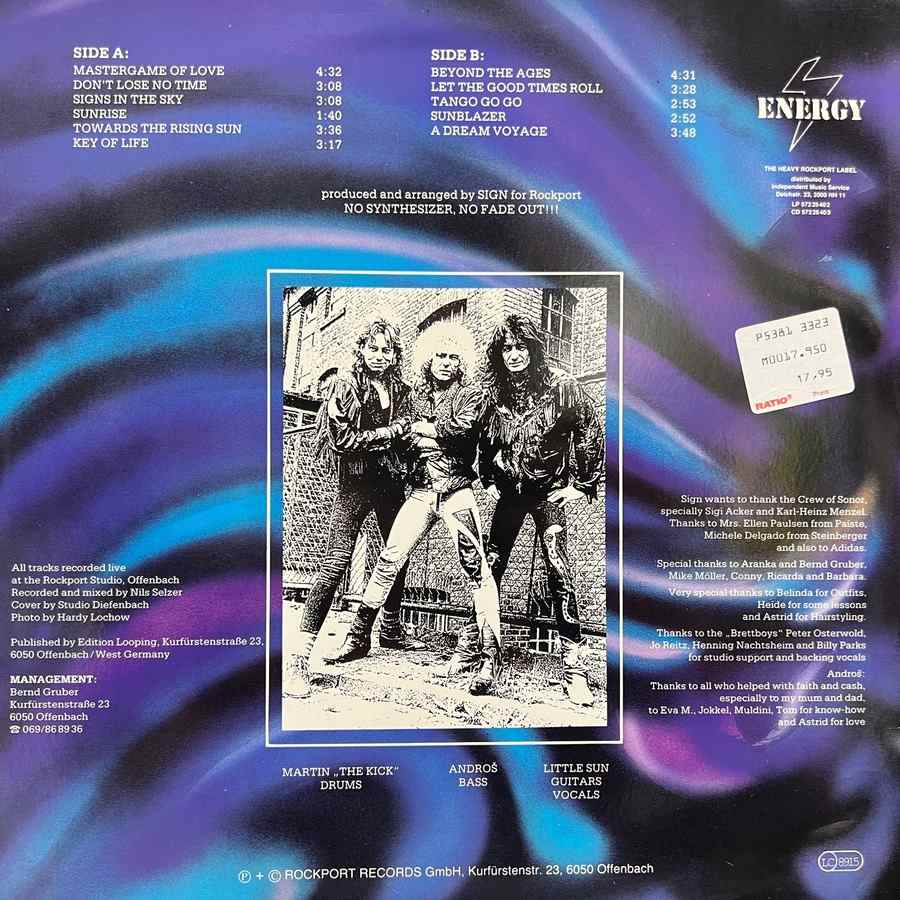 SIDE A:
MASTERGAME OF LOVE 4:32
DON'T LOSE NO TIME 3:08
SIGNS IN THE SKY 3:08
SUNRISE 1:40
TOWARDS THE RISING SUN 3:36
KEY OF LIFE 3:17
SIDE B:
BEYOND THE AGES 4:31
LET THE GOOD TIMES ROLL 3:28
TANGO GO GO 2:53
SUNBLAZER 2:52
A DREAM VOYAGE 3:48
ENERGY
THE HEAVY ROCKPORT LABEL
distributed by
Independent Music Service
Deichstr. 23, 2000 HH 11
produced and arranged by SIGN for Rockport
NO SYNTHESIZER, NO FADE OUT!!!
P5381 3323
M0017.950
17,95
RATIO
Sign wants to thank the Crew of Sonor,
specially Sigi Acker and Karl-Heinz Menzel.
Thanks to Mrs. Ellen Paulsen from Paiste,
Michele Delgado from Steinberger
and also to Adidas.
Special thanks to Aranka and Bernd Gruber,
Mike Möller, Conny, Ricarda and Barbara.
Very special thanks to Belinda for Outfits,
Heide for some lessons
and Astrid for Hairstyling.
Thanks to the „Brettboys“ Peter Osterwold,
Jo Reitz, Henning Nachtsheim and Billy Parks
for studio support and backing vocals
Androš:
Thanks to all who helped with faith and cash,
especially to my mum and dad,
to Eva M., Jokkel, Muldini, Tom for know-how
and Astrid for love
All tracks recorded live
at the Rockport Studio, Offenbach
Recorded and mixed by Nils Selzer
Cover by Studio Diefenbach
Photo by Hardy Lochow
Published by Edition Looping, Kurfürstenstraße 23,
6050 Offenbach/West Germany
MANAGEMENT:
Bernd Gruber
Kurfürstenstraße 23
6050 Offenbach
☎ 069/86 89 36
MARTIN „THE KICK“
DRUMS
ANDROŠ
BASS
LITTLE SUN
GUITARS
VOCALS
Ⓟ + © ROCKPORT RECORDS GmbH, Kurfürstenstr. 23, 6050 Offenbach
LC 8915